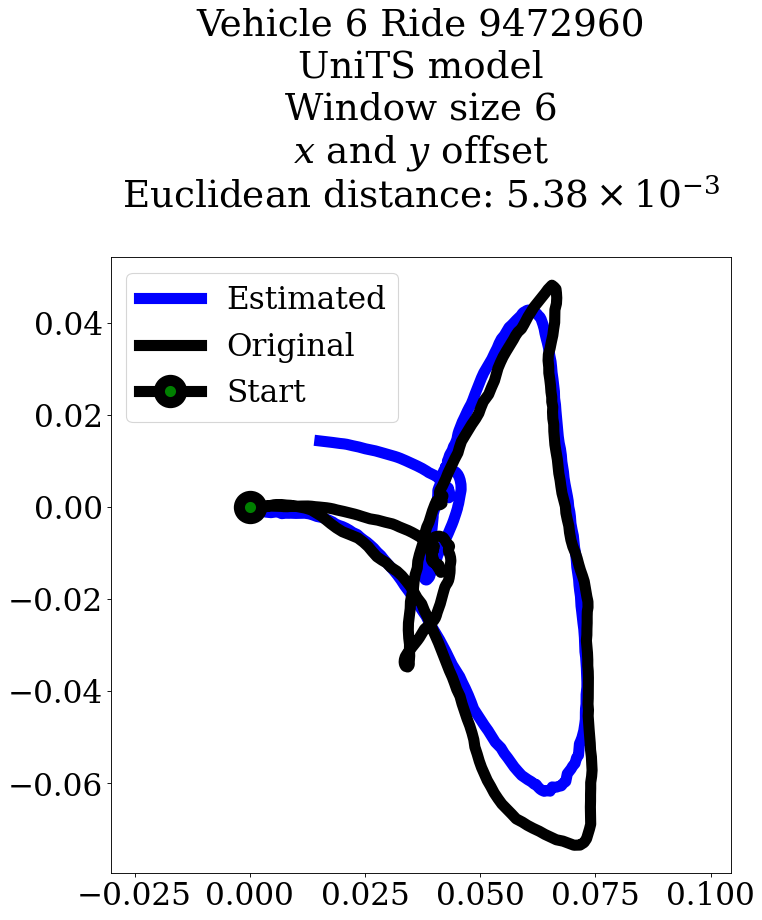 Vehicle 6 Ride 9472960
UniTS model
Window size 6
x and y offset
Euclidean distance: 5.38 × 10⁻³
Estimated
Original
Start
0.04
0.02
0.00
−0.02
−0.04
−0.06
−0.025 0.000 0.025 0.050 0.075 0.100